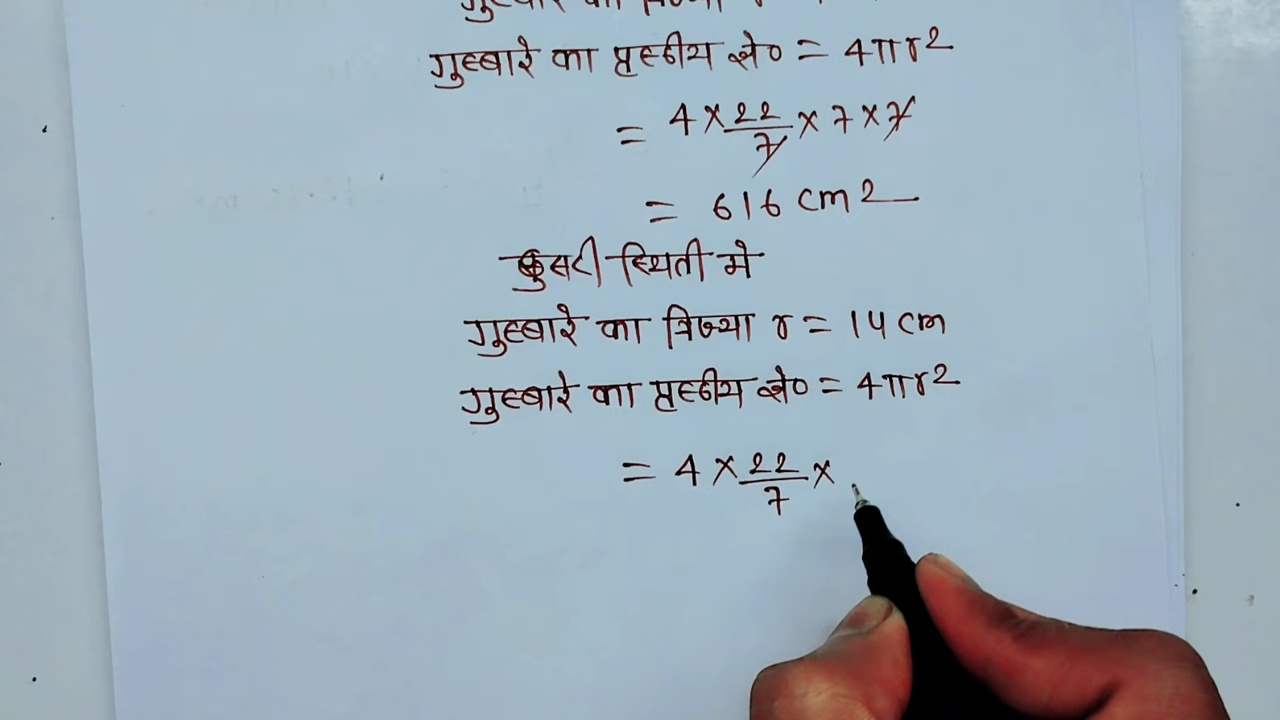 गुब्बारे का त्रिज्या r =
गुब्बारे का पृष्ठीय क्षे० = 4πr2
= 4 × 22/7 × 7 × 7
= 616 cm2
दुसरी स्थिती मे
गुब्बारे का त्रिज्या r = 14 cm
गुब्बारे का पृष्ठीय क्षे० = 4πr2
= 4 × 22/7 ×